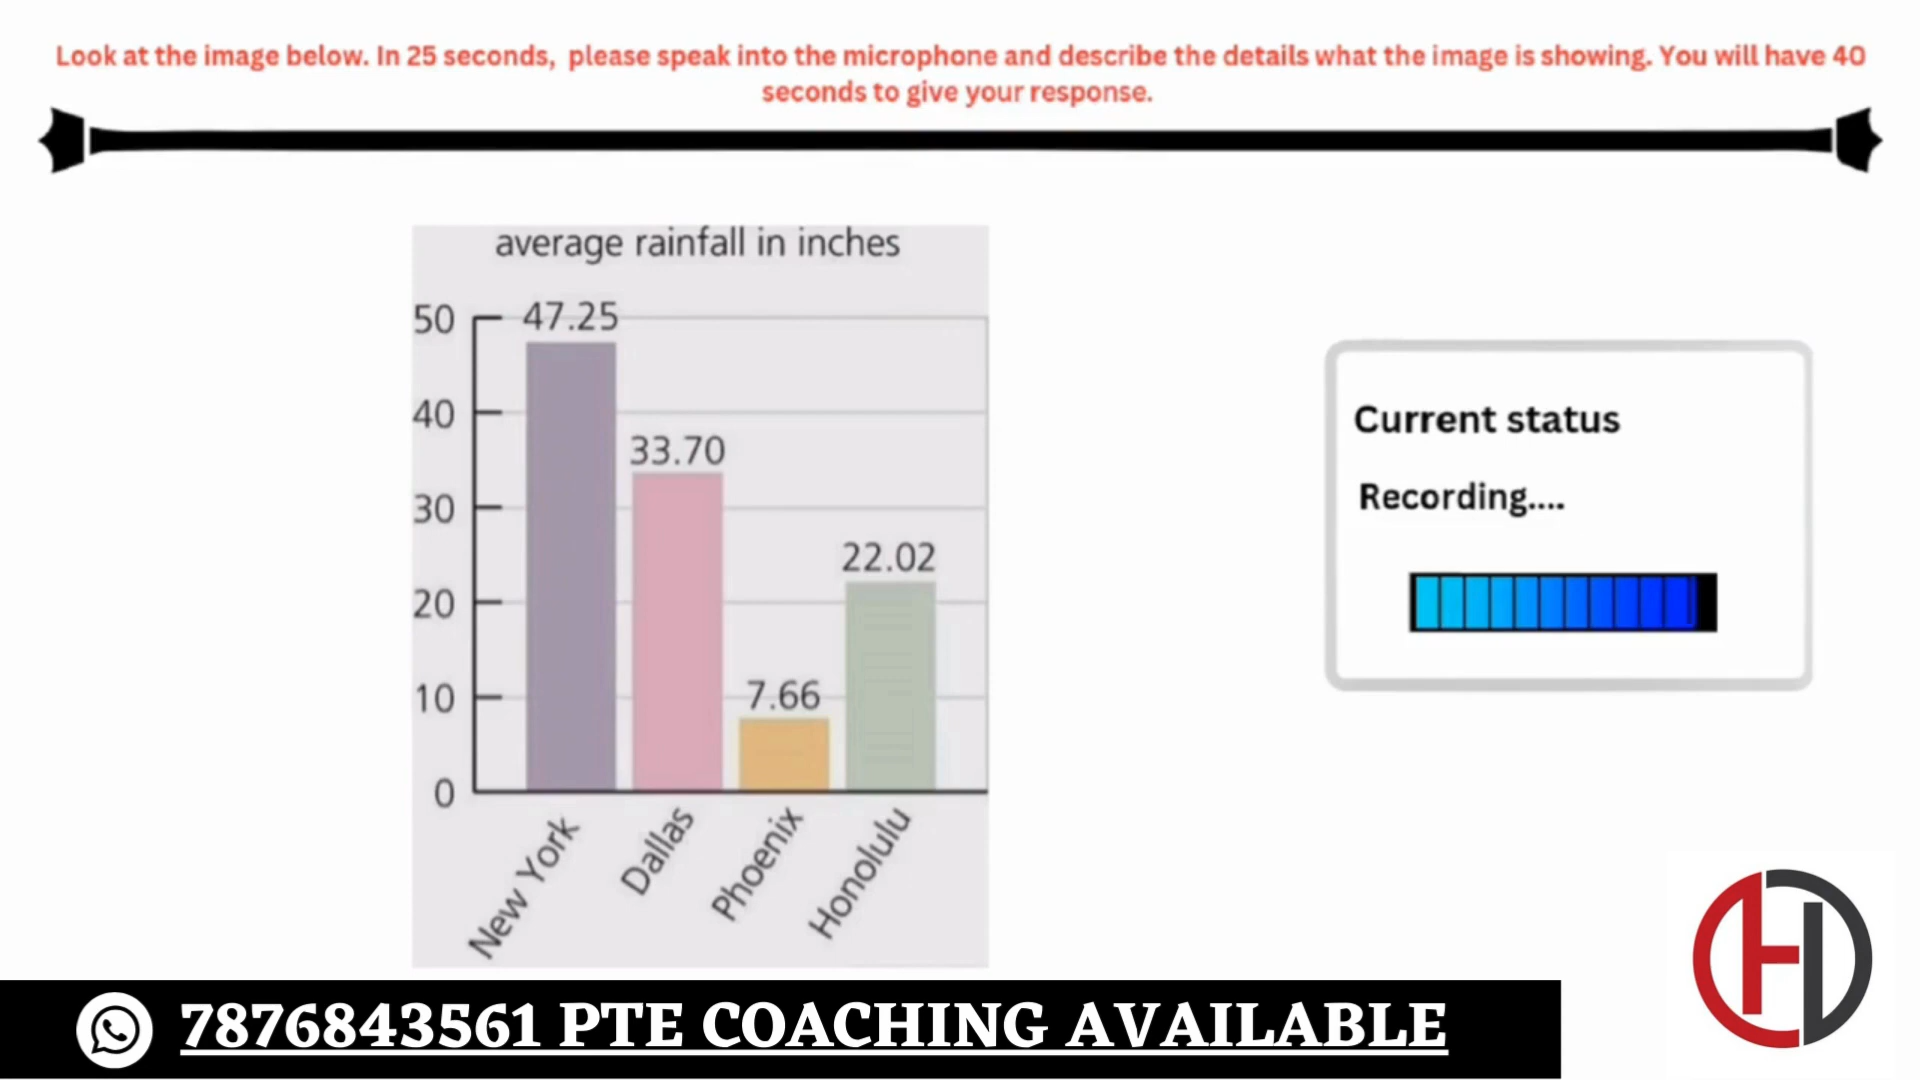 Look at the image below. In 25 seconds, please speak into the microphone and describe the details what the image is showing. You will have 40
seconds to give your response.
average rainfall in inches
50
47.25
40
33.70
30
22.02
20
7.66
10
0
New York
Dallas
Phoenix
Honolulu
Current status
Recording....
7876843561 PTE COACHING AVAILABLE